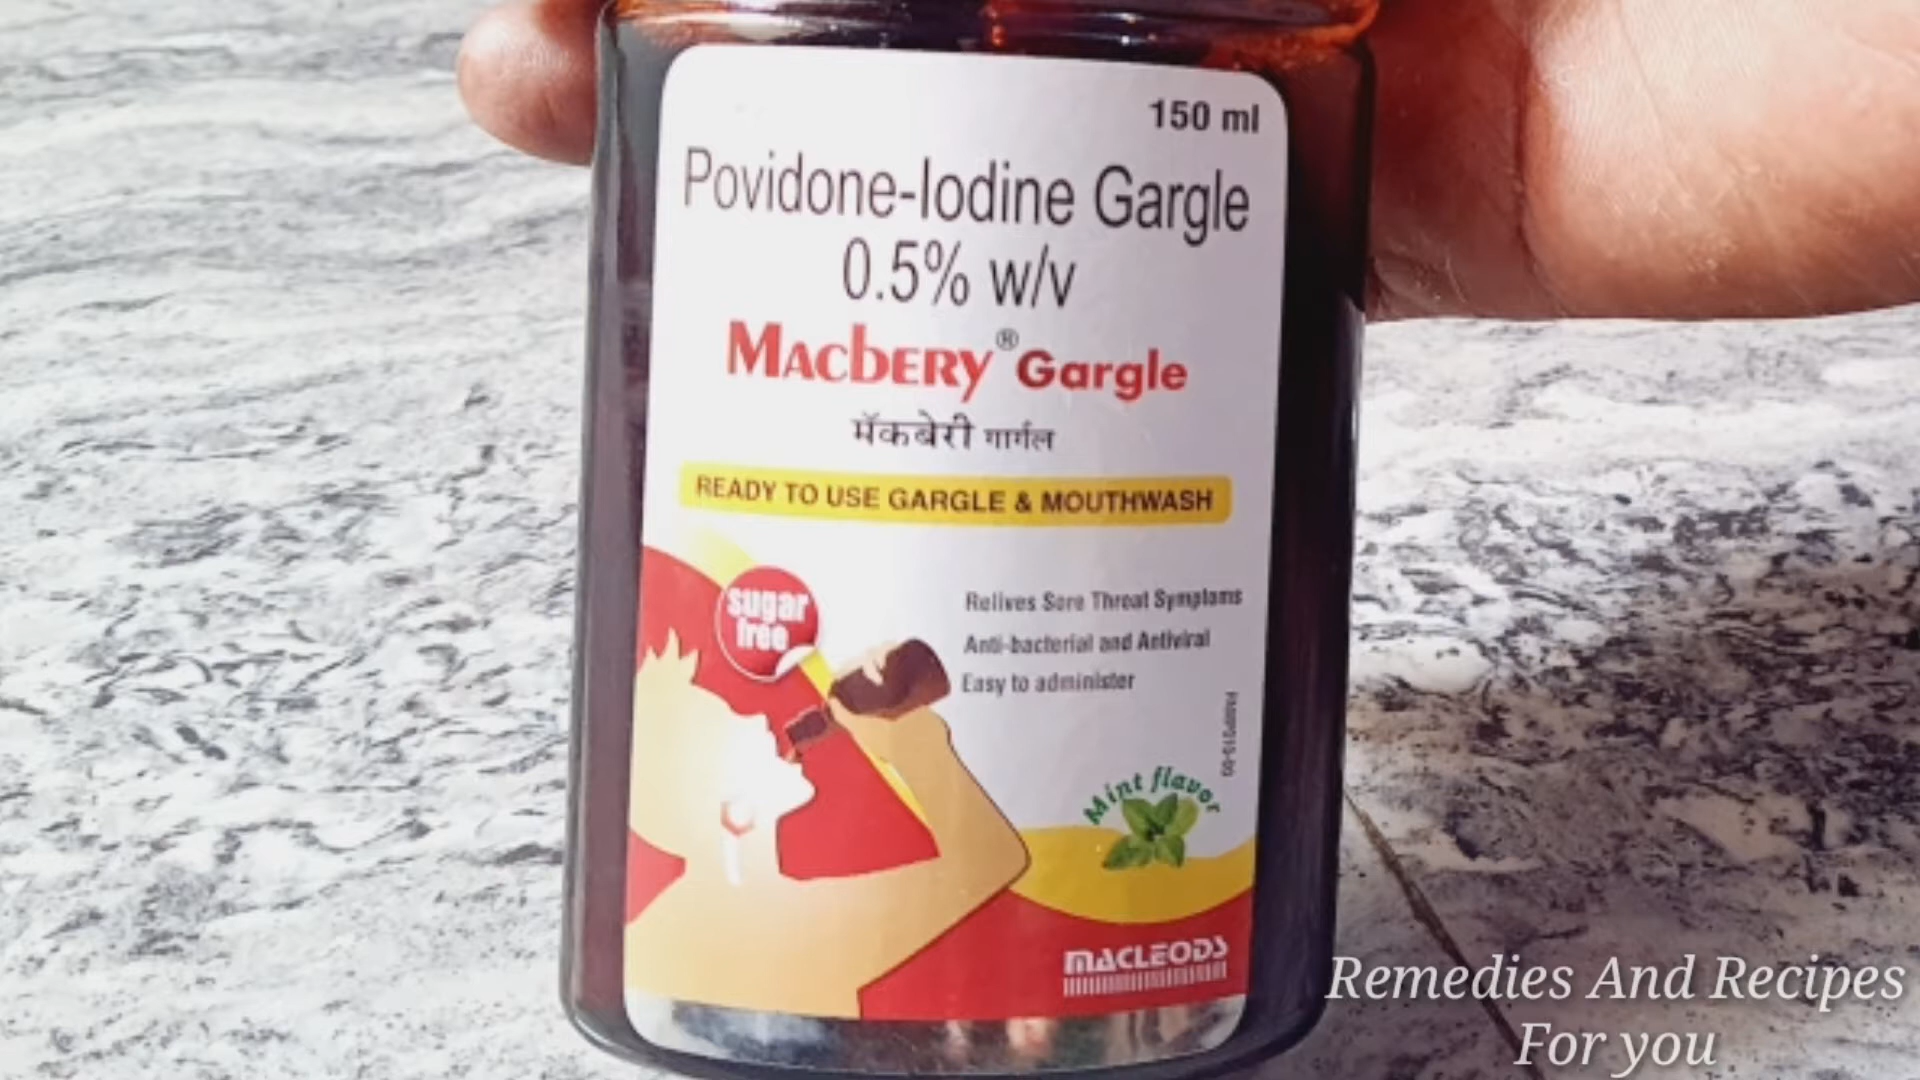 150 ml
Povidone-Iodine Gargle
0.5% w/v
Macbery® Gargle
मॅकबेरी गार्गल
READY TO USE GARGLE & MOUTHWASH
sugar
free
Relives Sore Throat Symptoms
Anti-bacterial and Antiviral
Easy to administer
Mint flavor
MACLEODS
Remedies And Recipes
For you